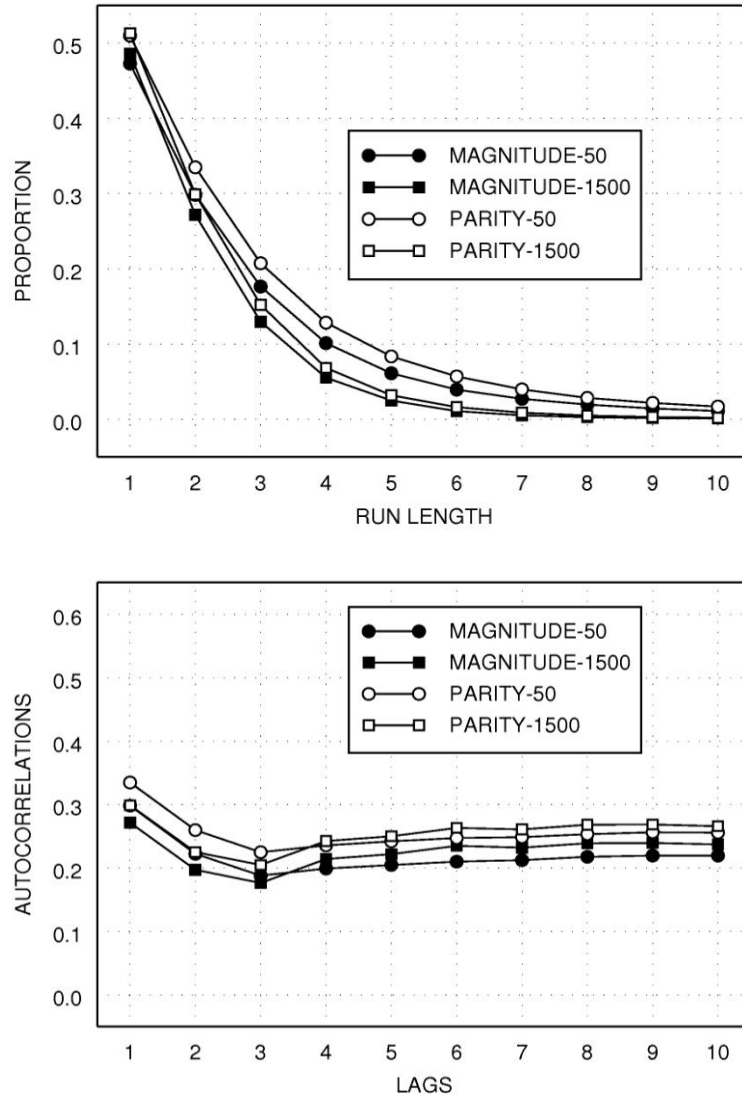 0.5
0.4
0.3
0.2
0.1
0.0
PROPORTION
MAGNITUDE-50
MAGNITUDE-1500
PARITY-50
PARITY-1500
1 2 3 4 5 6 7 8 9 10
RUN LENGTH
0.6
0.5
0.4
0.3
0.2
0.1
0.0
AUTOCORRELATIONS
MAGNITUDE-50
MAGNITUDE-1500
PARITY-50
PARITY-1500
1 2 3 4 5 6 7 8 9 10
LAGS